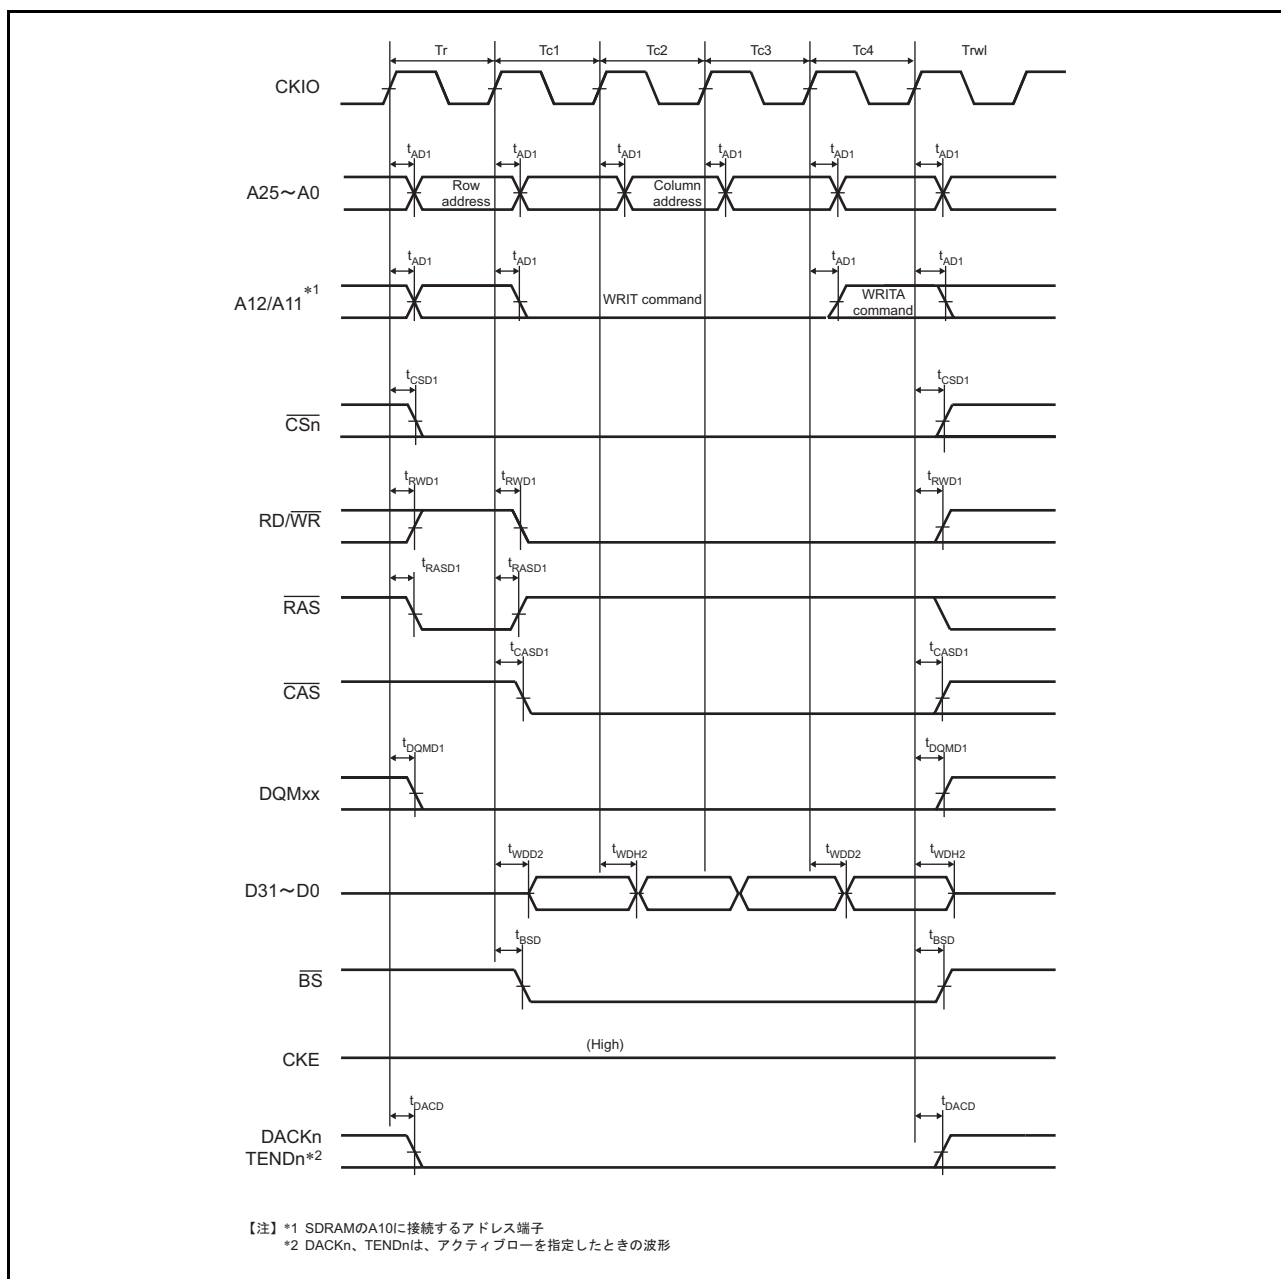 Tr Tc1 Tc2 Tc3 Tc4 Trwl
CKIO
tAD1 tAD1 tAD1 tAD1 tAD1 tAD1
A25～A0
Row address
Column address
tAD1 tAD1 tAD1 tAD1
A12/A11*1
WRIT command
WRITA command
tCSD1 tCSD1
CSn
tRWD1 tRWD1 tRWD1
RD/WR
tRASD1 tRASD1
RAS
tCASD1 tCASD1
CAS
tDQMD1 tDQMD1
DQMxx
tWDD2 tWDH2 tWDD2 tWDH2
D31～D0
tBSD tBSD
BS
(High)
CKE
tDACD tDACD
DACKn
TENDn*2
【注】*1 SDRAMのA10に接続するアドレス端子
*2 DACKn、TENDnは、アクティブローを指定したときの波形